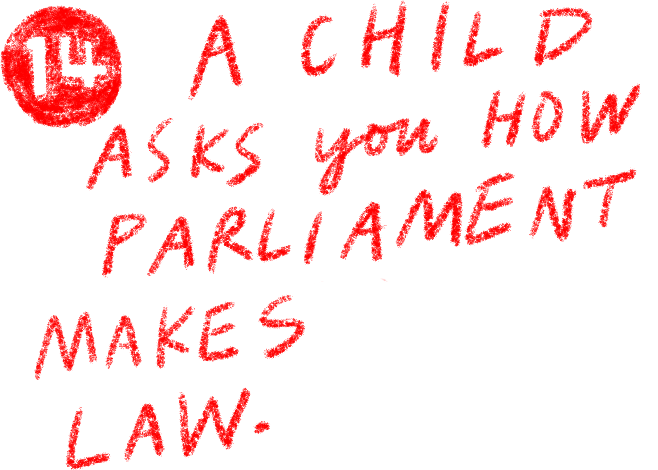 14 A CHILD
ASKS you HOW
PARLIAMENT
MAKES
LAW.